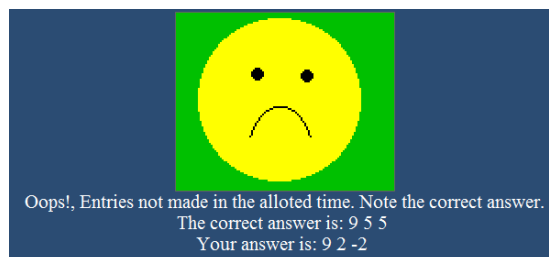 Oops!, Entries not made in the alloted time. Note the correct answer.
The correct answer is: 9 5 5
Your answer is: 9 2 -2